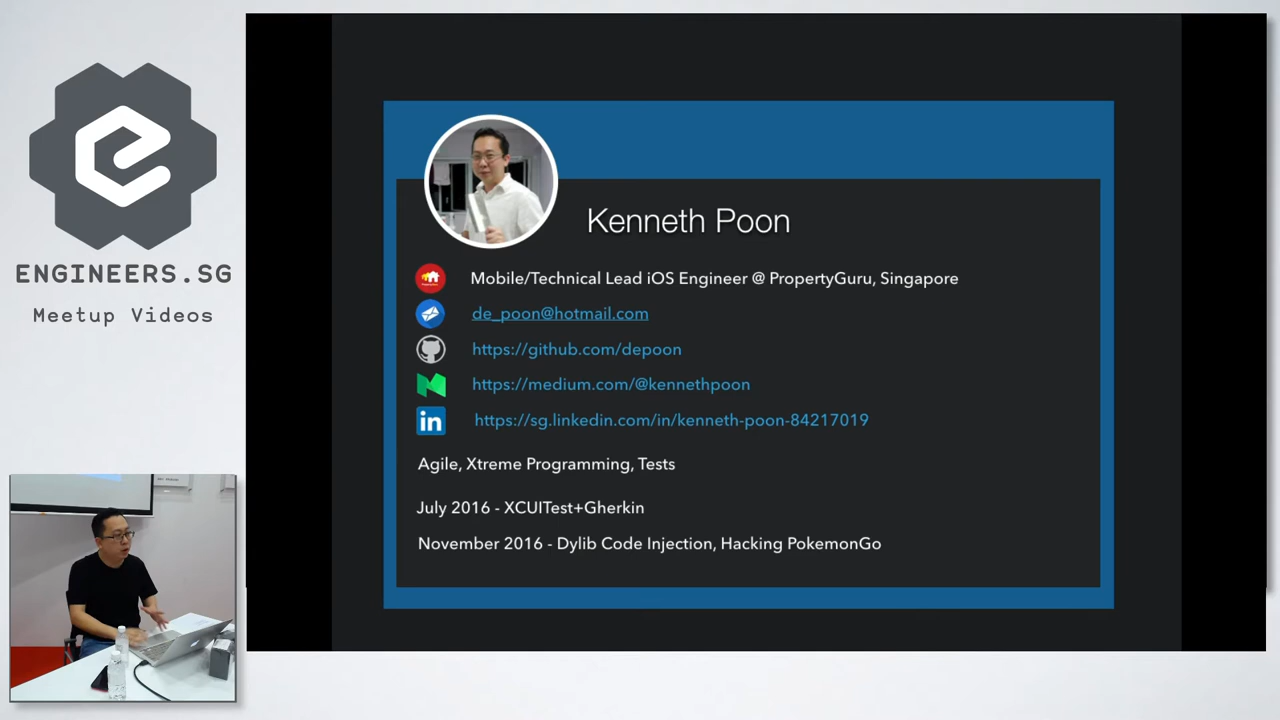 ENGINEERS.SG
Meetup Videos
Kenneth Poon
Mobile/Technical Lead iOS Engineer @ PropertyGuru, Singapore
de_poon@hotmail.com
https://github.com/depoon
https://medium.com/@kennethpoon
in
https://sg.linkedin.com/in/kenneth-poon-84217019
Agile, Xtreme Programming, Tests
July 2016 - XCUITest+Gherkin
November 2016 - Dylib Code Injection, Hacking PokemonGo